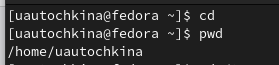 [uautochkina@fedora ~]$ cd
[uautochkina@fedora ~]$ pwd
/home/uautochkina